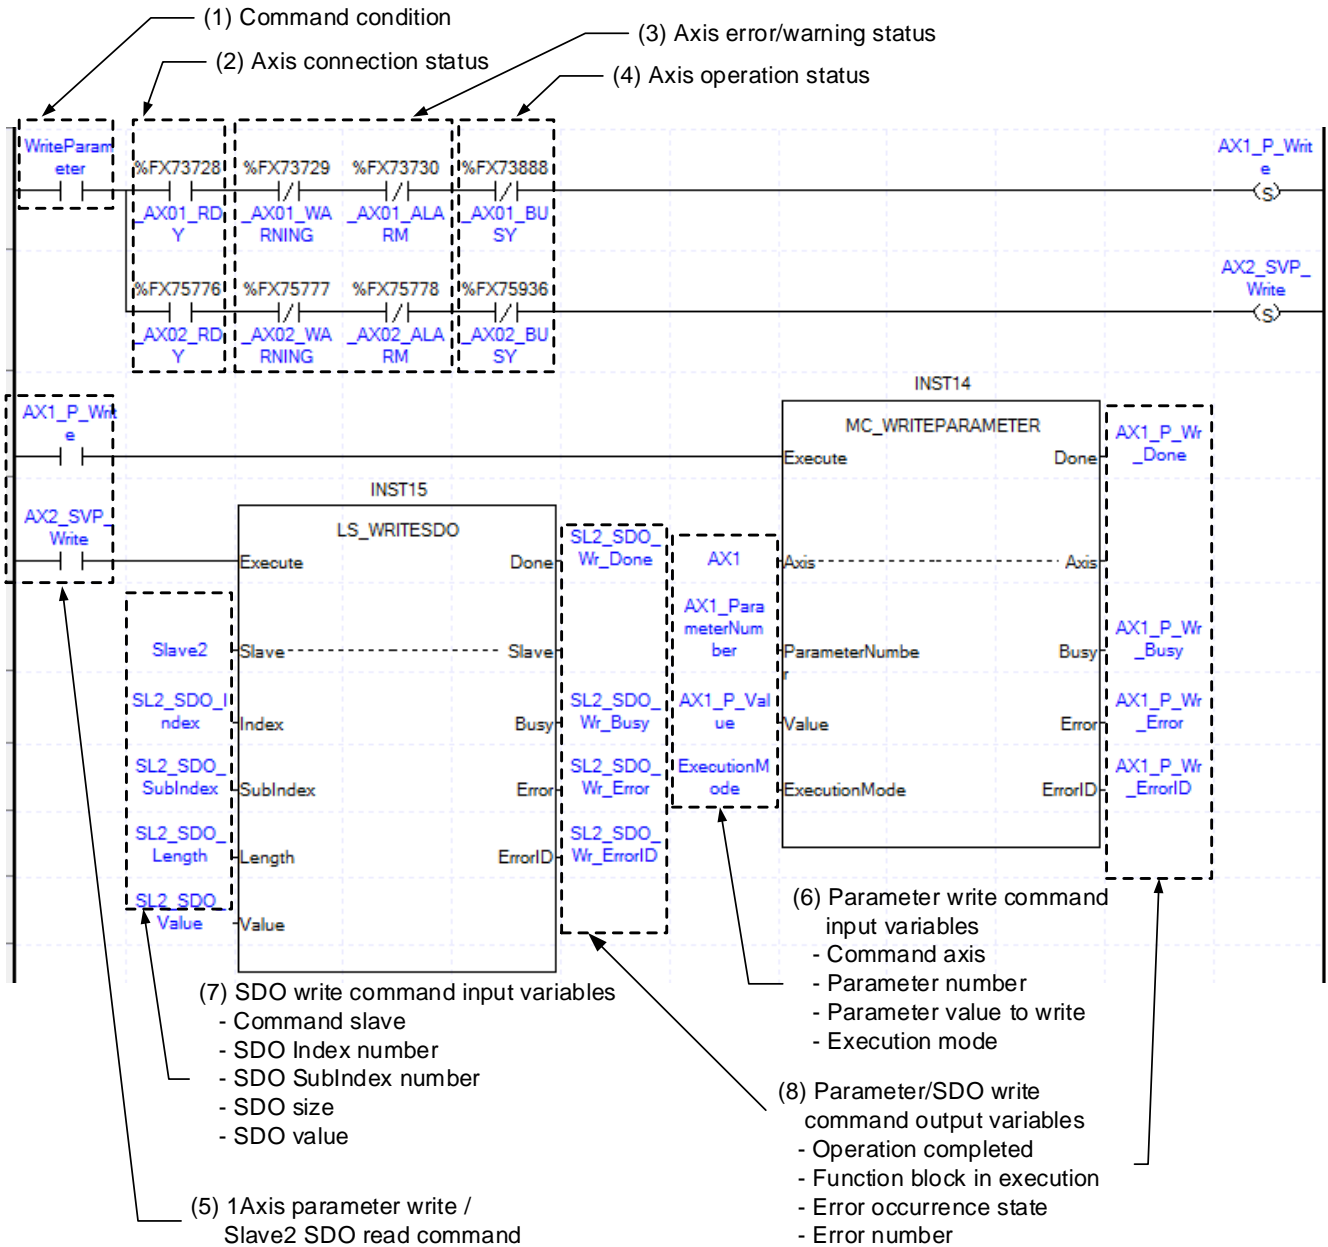 (1) Command condition
(2) Axis connection status
(3) Axis error/warning status
(4) Axis operation status
WriteParam
eter
%FX73728
%FX73729
%FX73730
%FX73888
AX1_P_Writ
e
S
_AX01_RD
Y
_AX01_WA
RNING
_AX01_ALA
RM
_AX01_BU
SY
%FX75776
%FX75777
%FX75778
%FX75936
AX2_SVP_
Write
S
_AX02_RD
Y
_AX02_WA
RNING
_AX02_ALA
RM
_AX02_BU
SY
AX1_P_Writ
e
INST14
MC_WRITEPARAMETER
Execute
Done
AX1_P_Wr
_Done
AX1
Axis
Axis
AX1_Para
meterNum
ber
ParameterNumbe
r
Busy
AX1_P_Wr
_Busy
AX1_P_Val
ue
Value
Error
AX1_P_Wr
_Error
ExecutionM
ode
ExecutionMode
ErrorID
AX1_P_Wr
_ErrorID
AX2_SVP_
Write
INST15
LS_WRITESDO
Execute
Done
SL2_SDO_
Wr_Done
Slave2
Slave
Slave
SL2_SDO_I
ndex
Index
Busy
SL2_SDO_
Wr_Busy
SL2_SDO_
SubIndex
SubIndex
Error
SL2_SDO_
Wr_Error
SL2_SDO_
Length
Length
ErrorID
SL2_SDO_
Wr_ErrorID
SL2_SDO_
Value
Value
(6) Parameter write command
input variables
- Command axis
- Parameter number
- Parameter value to write
- Execution mode
(7) SDO write command input variables
- Command slave
- SDO Index number
- SDO SubIndex number
- SDO size
- SDO value
(8) Parameter/SDO write
command output variables
- Operation completed
- Function block in execution
- Error occurrence state
- Error number
(5) 1Axis parameter write /
Slave2 SDO read command